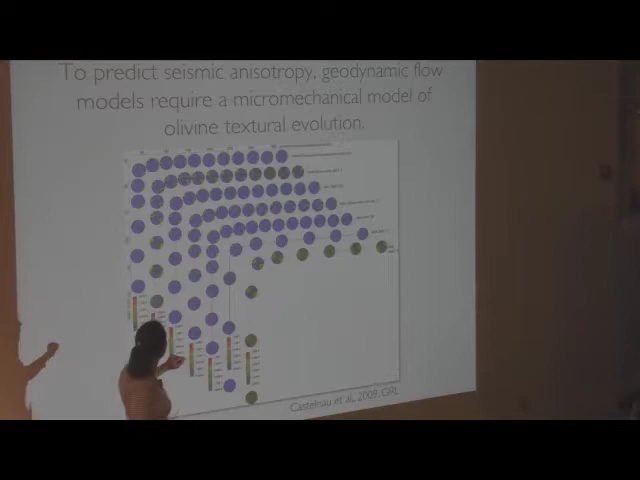 To predict seismic anisotropy, geodynamic flow
models require a micromechanical model of
olivine textural evolution.
Castelnau et al., 2009, GRL